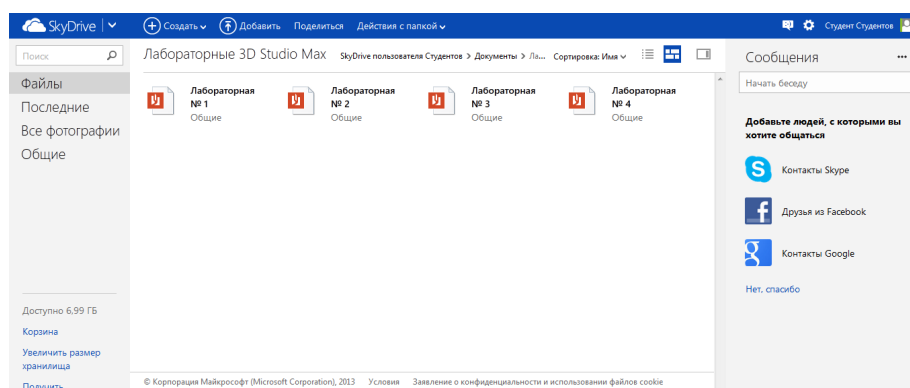 SkyDrive
Создать
Добавить
Поделиться
Действия с папкой
Студент Студентов
Поиск
Файлы
Последние
Все фотографии
Общие
Доступно 6,99 ГБ
Корзина
Увеличить размер
хранилища
Получить
Лабораторные 3D Studio Max
SkyDrive пользователя Студентов > Документы > Ла...
Сортировка: Имя
Лабораторная
№ 1
Общие
Лабораторная
№ 2
Общие
Лабораторная
№ 3
Общие
Лабораторная
№ 4
Общие
© Корпорация Майкрософт (Microsoft Corporation), 2013
Условия
Заявление о конфиденциальности и использовании файлов cookie
Сообщения
Начать беседу
Добавьте людей, с которыми вы
хотите общаться
Контакты Skype
Друзья из Facebook
Контакты Google
Нет, спасибо